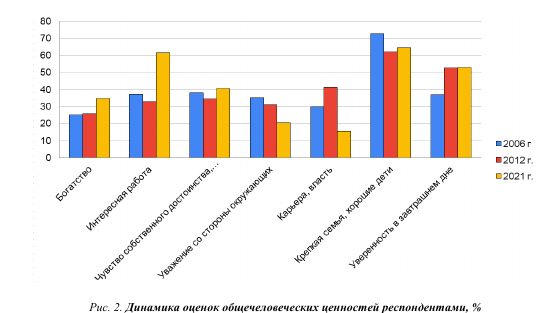 80
70
60
50
40
30
20
10
0
Богатство
Интересная работа
Чувство собственного достоинства,...
Уважение со стороны окружающих
Карьера, власть
Крепкая семья, хорошие дети
Уверенность в завтрашнем дне
2006 г
2012 г.
2021 г.
Рис. 2. Динамика оценок общечеловеческих ценностей респондентами, %